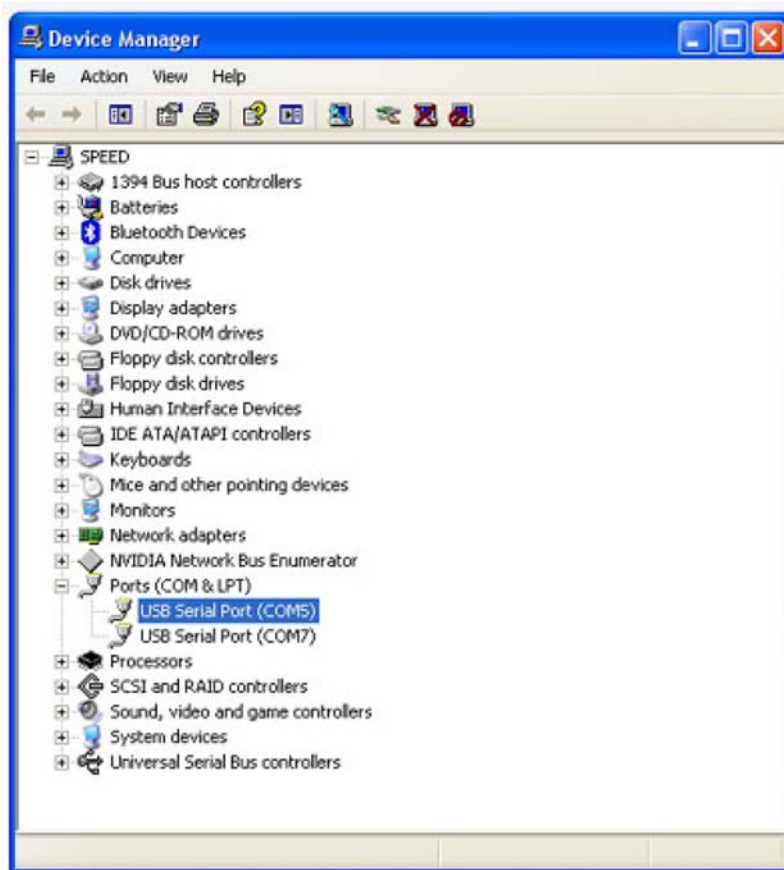 Device Manager
File Action View Help
SPEED
1394 Bus host controllers
Batteries
Bluetooth Devices
Computer
Disk drives
Display adapters
DVD/CD-ROM drives
Floppy disk controllers
Floppy disk drives
Human Interface Devices
IDE ATA/ATAPI controllers
Keyboards
Mice and other pointing devices
Monitors
Network adapters
NVIDIA Network Bus Enumerator
Ports (COM & LPT)
USB Serial Port (COM5)
USB Serial Port (COM7)
Processors
SCSI and RAID controllers
Sound, video and game controllers
System devices
Universal Serial Bus controllers